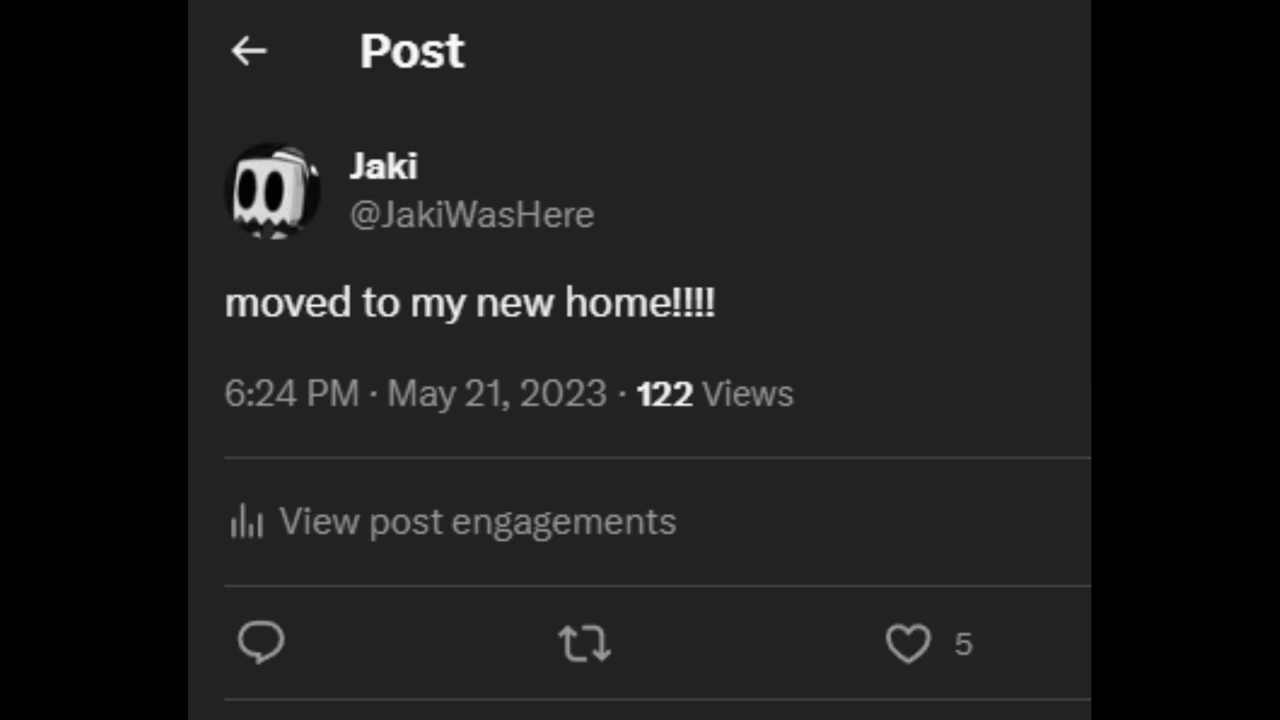 Post
Jaki
@JakiWasHere
moved to my new home!!!!
6:24 PM · May 21, 2023 · 122 Views
View post engagements
5